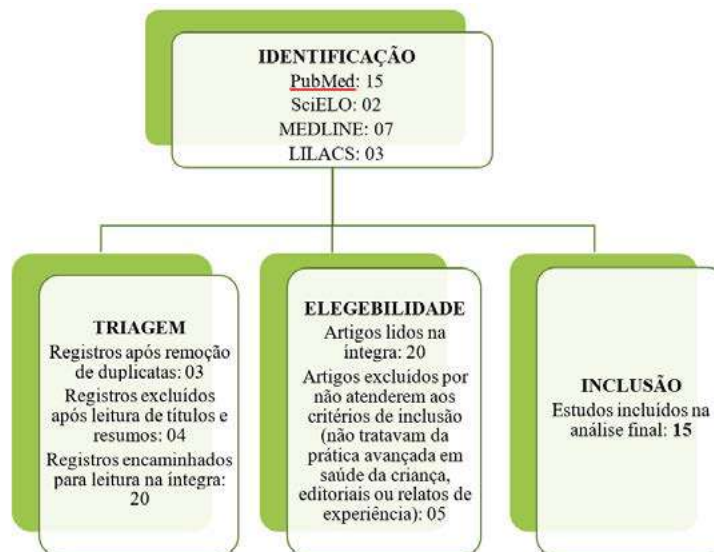 IDENTIFICAÇÃO
PubMed: 15
SciELO: 02
MEDLINE: 07
LILACS: 03
TRIAGEM
Registros após remoção
de duplicatas: 03
Registros excluídos
após leitura de títulos e
resumos: 04
Registros encaminhados
para leitura na íntegra:
20
ELEGEBILIDADE
Artigos lidos na
íntegra: 20
Artigos excluídos por
não atenderem aos
critérios de inclusão
(não tratavam da
prática avançada em
saúde da criança,
editoriais ou relatos de
experiência): 05
INCLUSÃO
Estudos incluídos na
análise final: 15